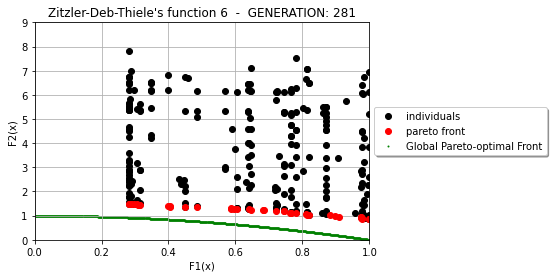 Zitzler-Deb-Thiele's function 6 - GENERATION: 281
9
8
7
6
5
4
3
2
1
0
F2(x)
0.0 0.2 0.4 0.6 0.8 1.0
F1(x)
individuals
pareto front
Global Pareto-optimal Front